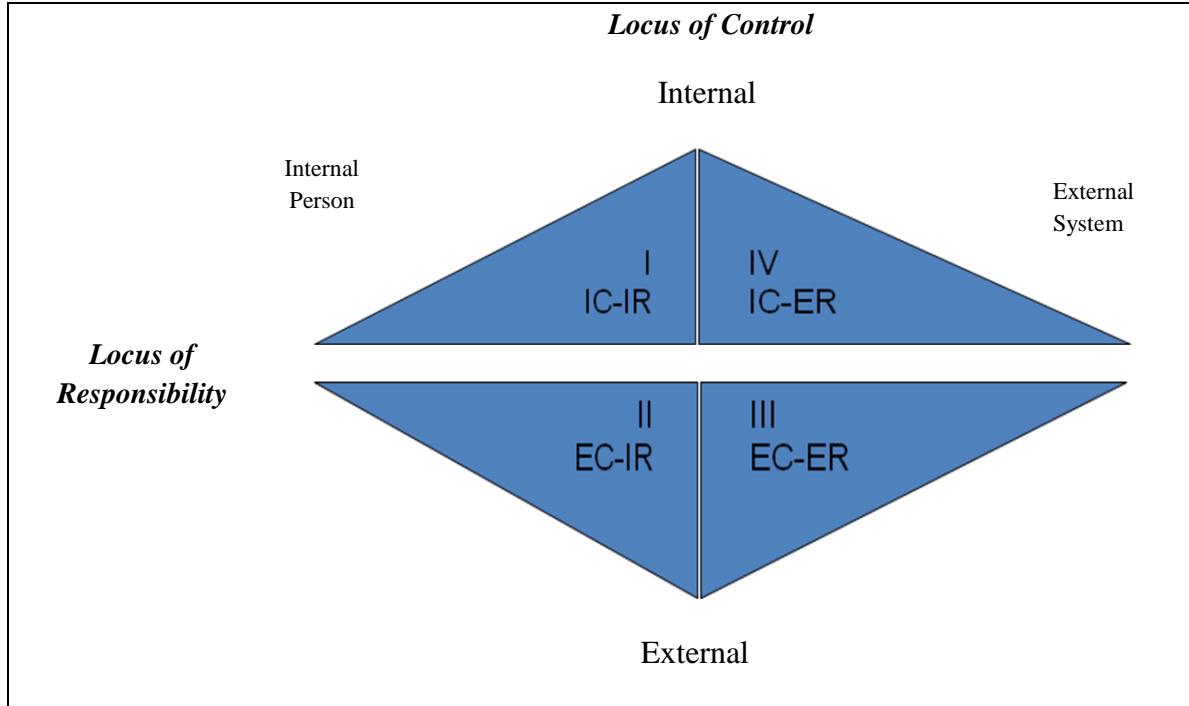 Locus of Control
Internal
Internal
Person
External
System
I
IC-IR
IV
IC-ER
Locus of
Responsibility
II
EC-IR
III
EC-ER
External